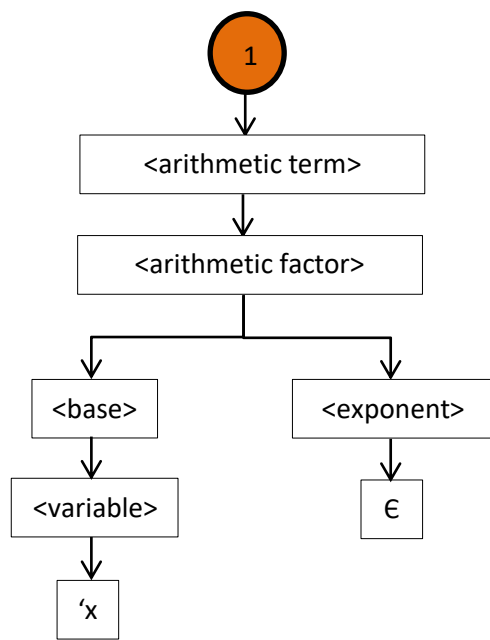 1
<arithmetic term>
<arithmetic factor>
<base>
<exponent>
<variable>
Є
‘x